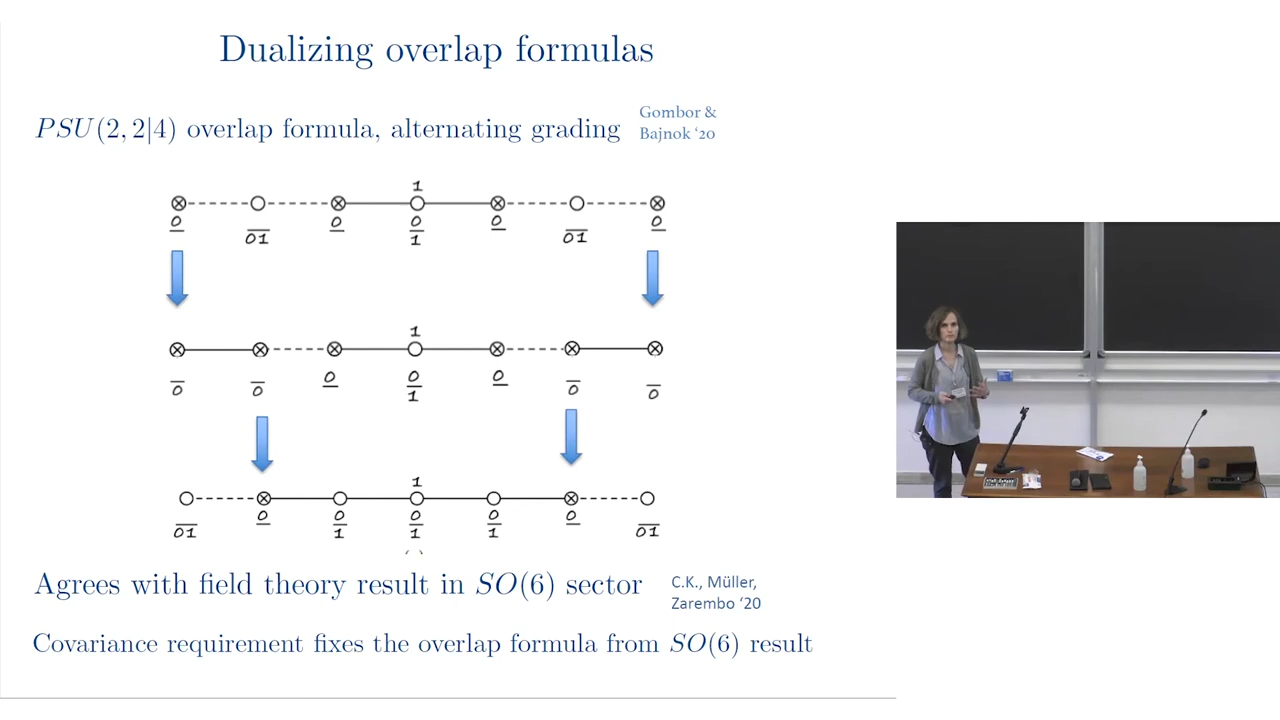 Dualizing overlap formulas
PSU(2, 2|4) overlap formula, alternating grading
Gombor &
Bajnok ‘20
1
0 0 0 0 0
01 1 01
1
0 0 0 0 0 0 0
1
1
0 0 0 0 0
01 1 1 1 01
Agrees with field theory result in SO(6) sector
C.K., Müller,
Zarembo ‘20
Covariance requirement fixes the overlap formula from SO(6) result